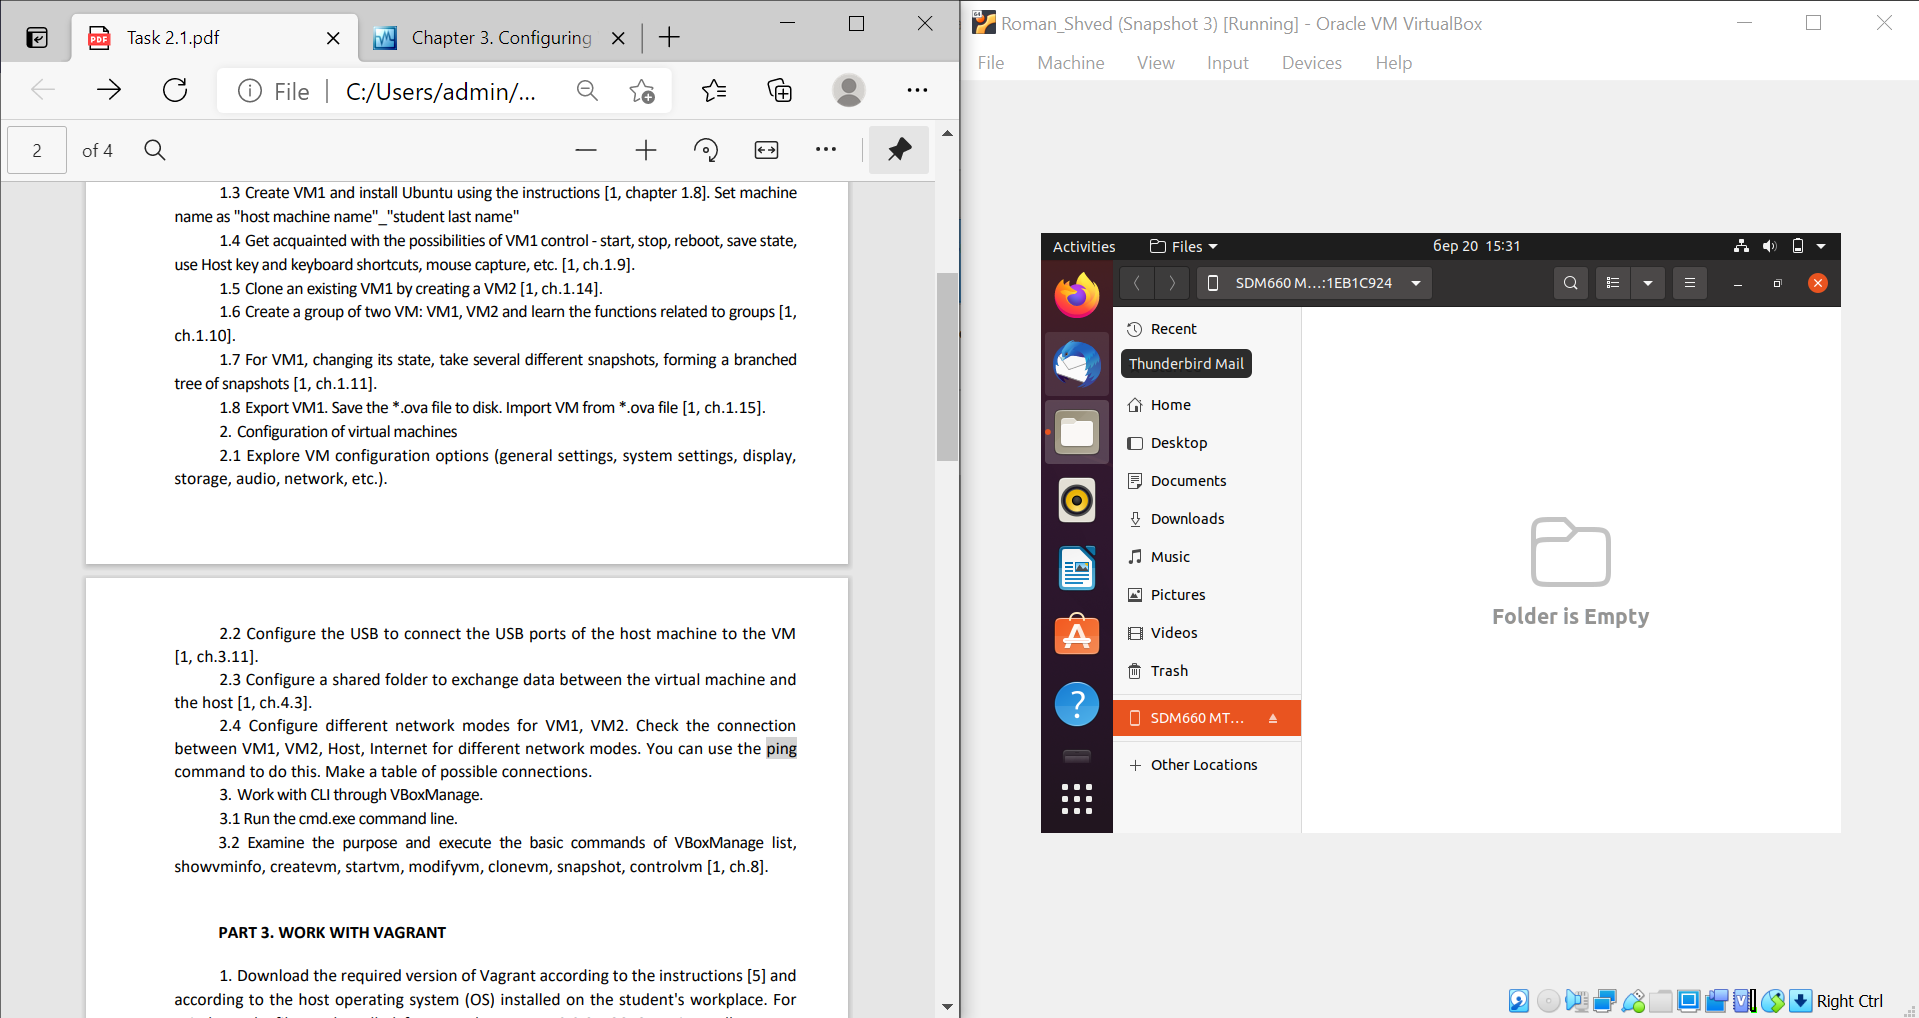 Task 2.1.pdf
Chapter 3. Configuring
File
C:/Users/admin/...
2
of 4
1.3 Create VM1 and install Ubuntu using the instructions [1, chapter 1.8]. Set machine
name as "host machine name"_"student last name"
1.4 Get acquainted with the possibilities of VM1 control - start, stop, reboot, save state,
use Host key and keyboard shortcuts, mouse capture, etc. [1, ch.1.9].
1.5 Clone an existing VM1 by creating a VM2 [1, ch.1.14].
1.6 Create a group of two VM: VM1, VM2 and learn the functions related to groups [1,
ch.1.10].
1.7 For VM1, changing its state, take several different snapshots, forming a branched
tree of snapshots [1, ch.1.11].
1.8 Export VM1. Save the *.ova file to disk. Import VM from *.ova file [1, ch.1.15].
2. Configuration of virtual machines
2.1 Explore VM configuration options (general settings, system settings, display,
storage, audio, network, etc.).
2.2 Configure the USB to connect the USB ports of the host machine to the VM
[1, ch.3.11].
2.3 Configure a shared folder to exchange data between the virtual machine and
the host [1, ch.4.3].
2.4 Configure different network modes for VM1, VM2. Check the connection
between VM1, VM2, Host, Internet for different network modes. You can use the ping
command to do this. Make a table of possible connections.
3. Work with CLI through VBoxManage.
3.1 Run the cmd.exe command line.
3.2 Examine the purpose and execute the basic commands of VBoxManage list,
showvminfo, createvm, startvm, modifyvm, clonevm, snapshot, controlvm [1, ch.8].
PART 3. WORK WITH VAGRANT
1. Download the required version of Vagrant according to the instructions [5] and
according to the host operating system (OS) installed on the student's workplace. For
Roman_Shved (Snapshot 3) [Running] - Oracle VM VirtualBox
File Machine View Input Devices Help
Activities
Files
бер 20 15:31
SDM660 M...:1EB1C924
Recent
Thunderbird Mail
Home
Desktop
Documents
Downloads
Music
Pictures
Videos
Trash
SDM660 MT...
Other Locations
Folder is Empty
Right Ctrl